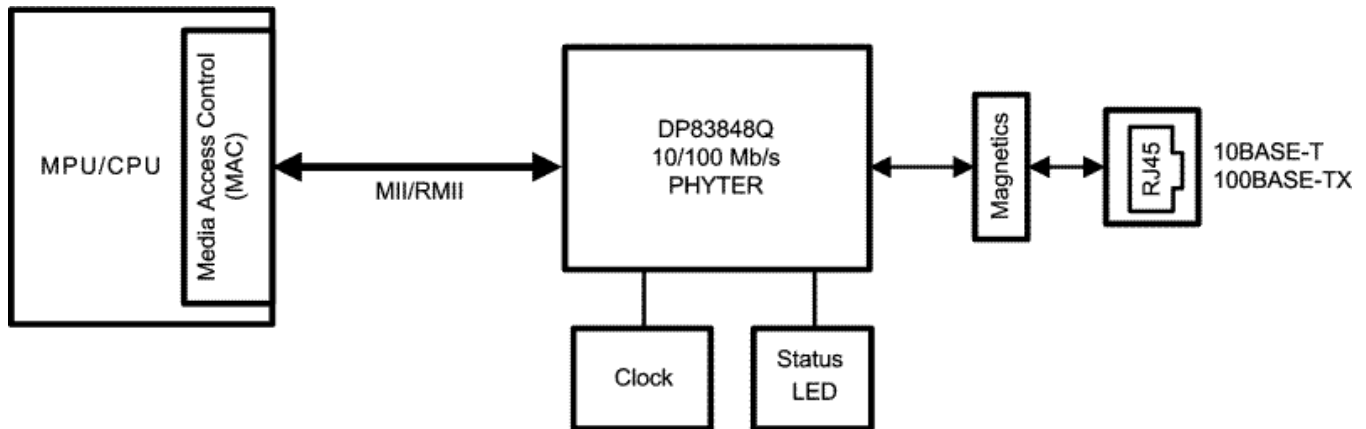 MPU/CPU
Media Access Control
(MAC)
MII/RMII
DP83848Q
10/100 Mb/s
PHYTER
Magnetics
RJ45
10BASE-T
100BASE-TX
Clock
Status
LED